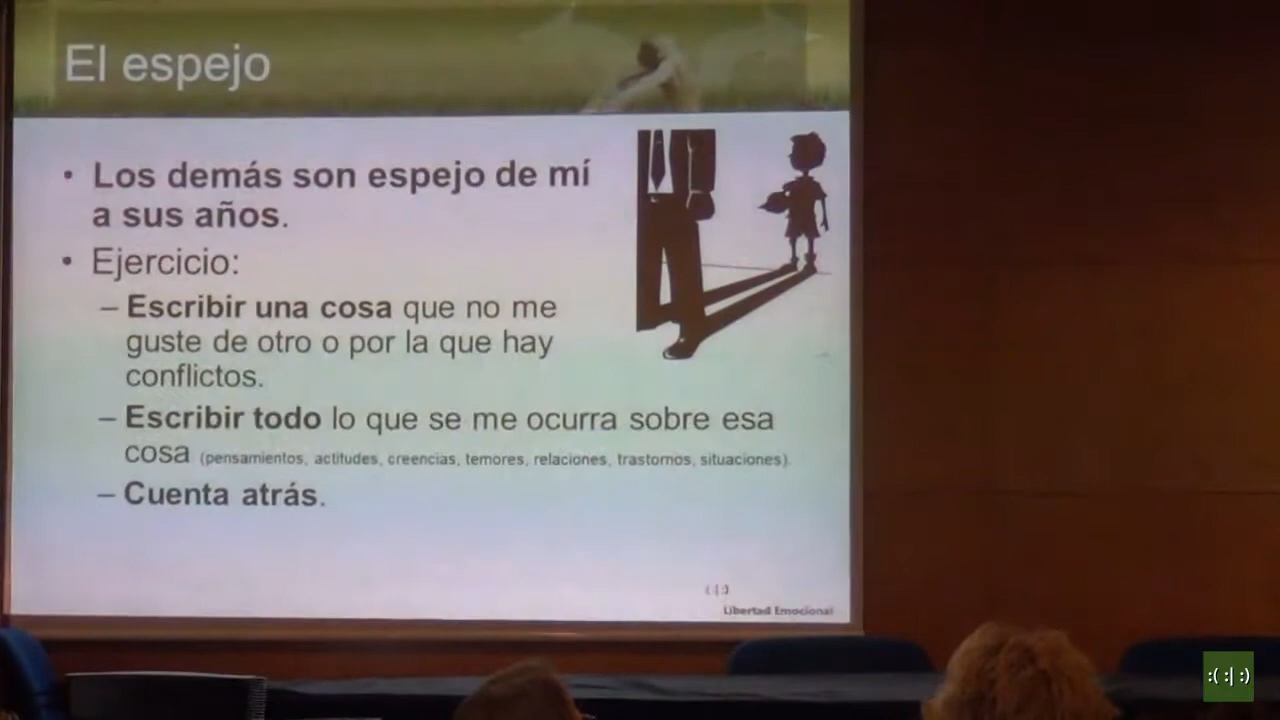 El espejo
• Los demás son espejo de mí
a sus años.
• Ejercicio:
– Escribir una cosa que no me
guste de otro o por la que hay
conflictos.
– Escribir todo lo que se me ocurra sobre esa
cosa (pensamientos, actitudes, creencias, temores, relaciones, trastornos, situaciones).
– Cuenta atrás.
(:|:)
Libertad Emocional
:( :| :)